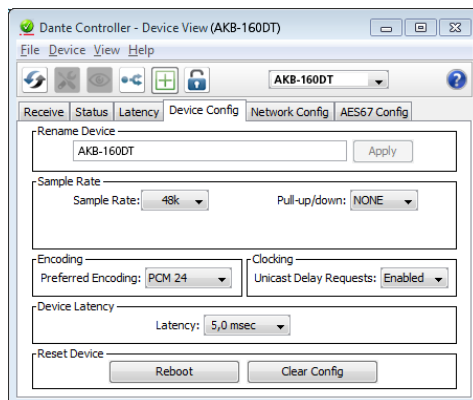 Dante Controller - Device View (AKB-160DT)
File Device View Help
AKB-160DT
Receive Status Latency Device Config Network Config AES67 Config
Rename Device
AKB-160DT Apply
Sample Rate
Sample Rate: 48k Pull-up/down: NONE
Encoding Clocking
Preferred Encoding: PCM 24 Unicast Delay Requests: Enabled
Device Latency
Latency: 5,0 msec
Reset Device
Reboot Clear Config